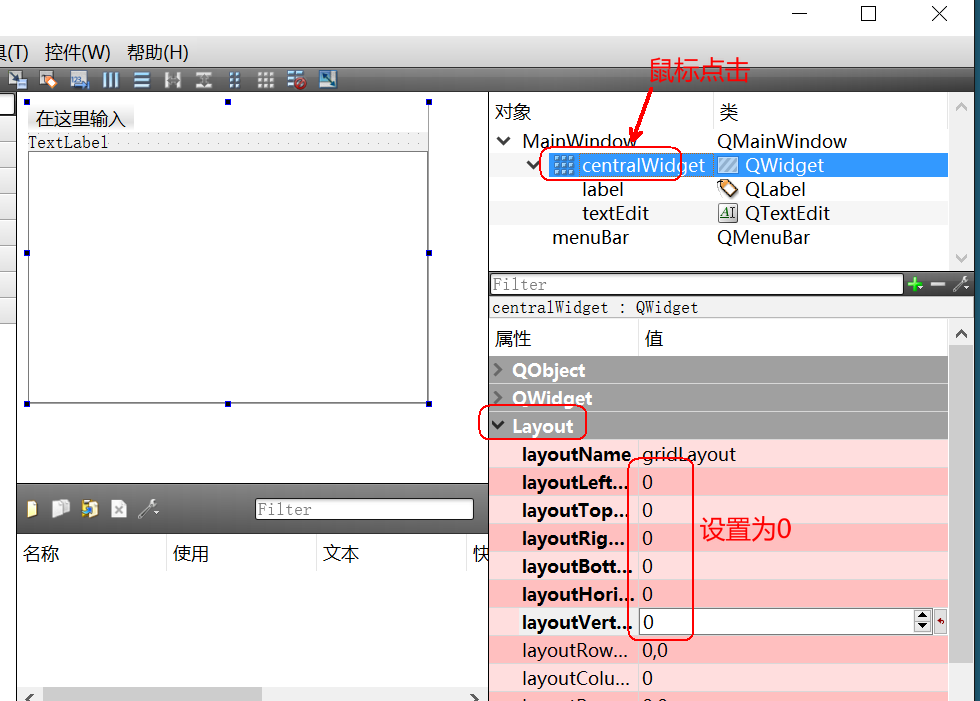 具(T) 控件(W) 帮助(H)
鼠标点击
在这里输入
TextLabel
对象 类
MainWindow QMainWindow
centralWidget QWidget
label QLabel
textEdit QTextEdit
menuBar QMenuBar
Filter
centralWidget : QWidget
属性 值
QObject
QWidget
Layout
layoutName gridLayout
layoutLeft... 0
layoutTop... 0
layoutRig... 0
设置为0
layoutBott... 0
layoutHori... 0
layoutVert... 0
layoutRow... 0,0
layoutColu... 0
Filter
名称 使用 文本 快